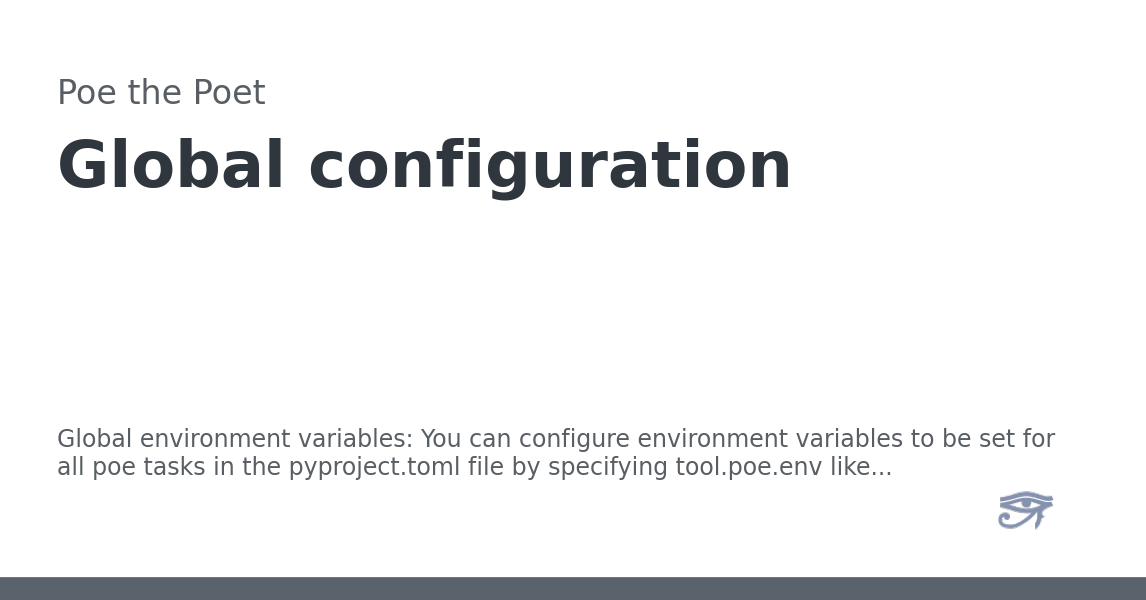 Poe the Poet
Global configuration
Global environment variables: You can configure environment variables to be set for
all poe tasks in the pyproject.toml file by specifying tool.poe.env like...